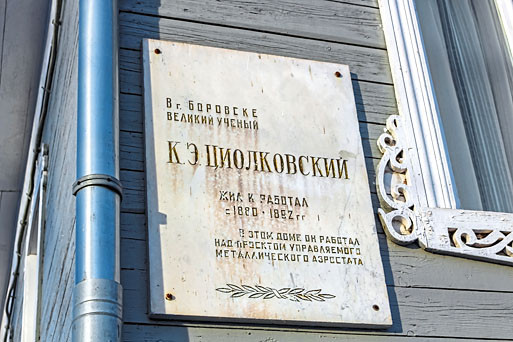 В г. БОРОВСКЕ
ВЕЛИКИЙ УЧЕНЫЙ
К. Э. ЦИОЛКОВСКИЙ
ЖИЛ И РАБОТАЛ
с 1880 - 1892 гг
В ЭТОМ ДОМЕ ОН РАБОТАЛ
НАД ПРОЕКТОМ УПРАВЛЯЕМОГО
МЕТАЛЛИЧЕСКОГО АЭРОСТАТА